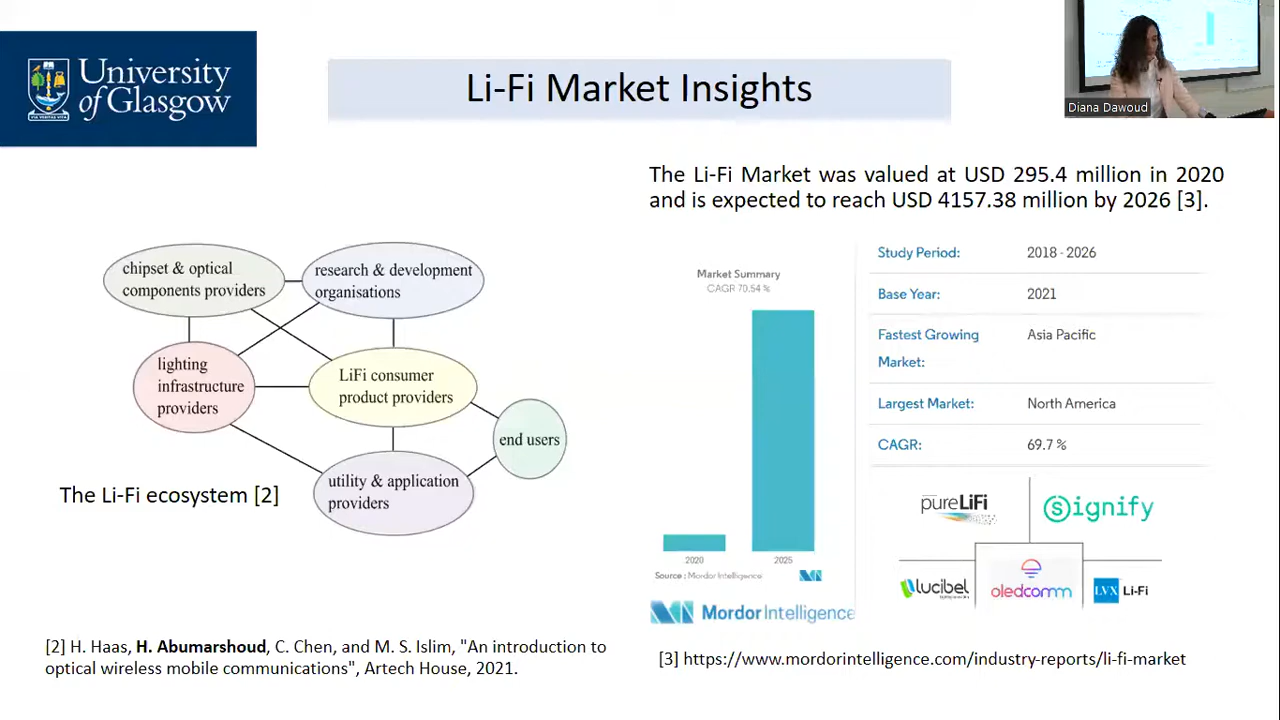 University
of Glasgow
Li-Fi Market Insights
Diana Dawoud
The Li-Fi Market was valued at USD 295.4 million in 2020
and is expected to reach USD 4157.38 million by 2026 [3].
chipset & optical
components providers
research & development
organisations
lighting
infrastructure
providers
LiFi consumer
product providers
end users
utility & application
providers
The Li-Fi ecosystem [2]
Market Summary
CAGR 70.54 %
2020
2025
Source : Mordor Intelligence
Mordor Intelligence
Study Period:
2018 - 2026
Base Year:
2021
Fastest Growing
Market:
Asia Pacific
Largest Market:
North America
CAGR:
69.7 %
pureLiFi
Signify
lucibel
oledcomm
LVX Li-Fi
[2] H. Haas, H. Abumarshoud, C. Chen, and M. S. Islim, "An introduction to
optical wireless mobile communications", Artech House, 2021.
[3] https://www.mordorintelligence.com/industry-reports/li-fi-market